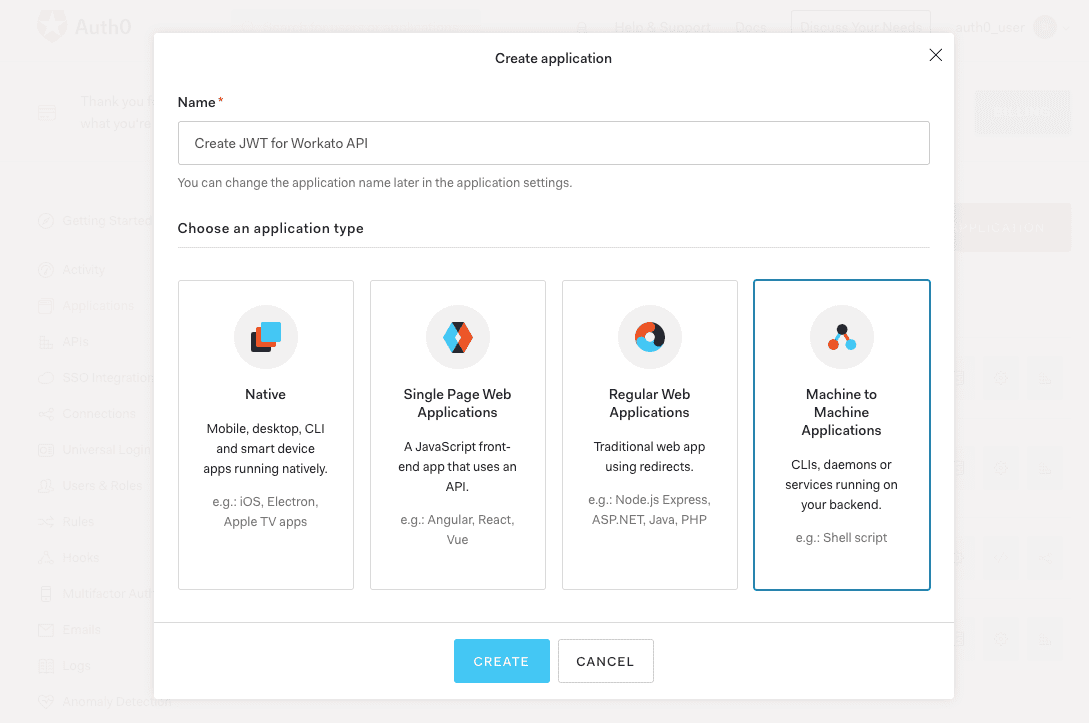 Auth0
Help & Support
Docs
Discuss Your Needs
auth0_user
Create application
Thank you
what you're
Name*
Create JWT for Workato API
You can change the application name later in the application settings.
Choose an application type
Getting Started
Activity
Applications
APIs
SSO Integration
Connections
Universal Login
Users & Roles
Rules
Hooks
Multifactor Auth
Emails
Logs
Anomaly Detection
APPLICATION
Native
Mobile, desktop, CLI
and smart device
apps running natively.
e.g.: iOS, Electron,
Apple TV apps
Single Page Web
Applications
A JavaScript front-
end app that uses an
API.
e.g.: Angular, React,
Vue
Regular Web
Applications
Traditional web app
using redirects.
e.g.: Node.js Express,
ASP.NET, Java, PHP
Machine to
Machine
Applications
CLIs, daemons or
services running on
your backend.
e.g.: Shell script
CREATE
CANCEL